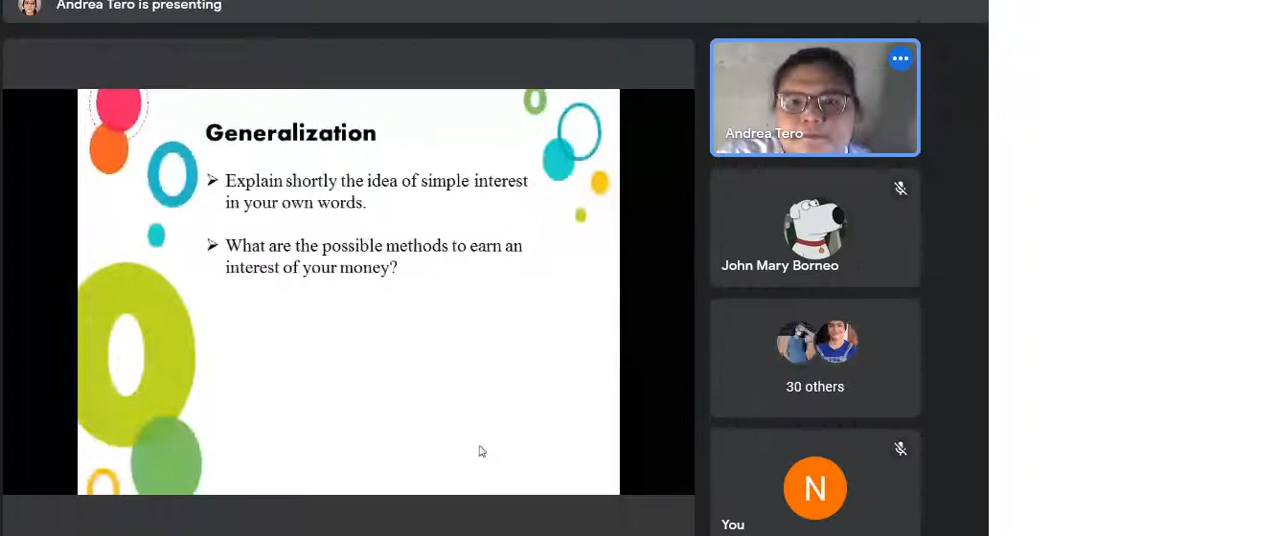 Andrea Tero is presenting
Generalization
➢ Explain shortly the idea of simple interest
in your own words.
➢ What are the possible methods to earn an
interest of your money?
Andrea Tero
John Mary Borneo
30 others
N
You